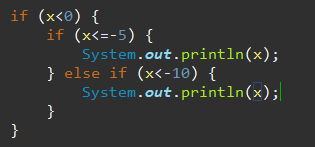 if (x<0) {
    if (x<=-5) {
        System.out.println(x);
    } else if (x<-10) {
        System.out.println(x);
    }
}